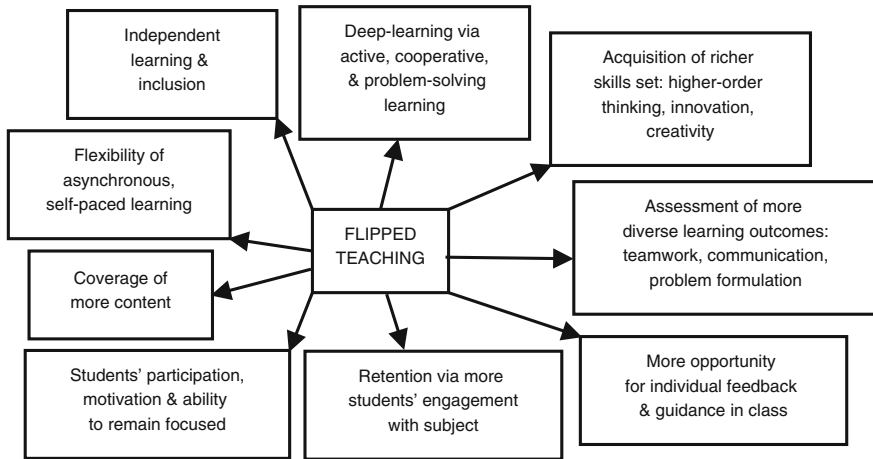 Independent
learning &
inclusion
Deep-learning via
active, cooperative,
& problem-solving
learning
Acquisition of richer
skills set: higher-order
thinking, innovation,
creativity
Flexibility of
asynchronous,
self-paced learning
FLIPPED
TEACHING
Assessment of more
diverse learning outcomes:
teamwork, communication,
problem formulation
Coverage of
more content
Students’ participation,
motivation & ability
to remain focused
Retention via more
students’ engagement
with subject
More opportunity
for individual feedback
& guidance in class